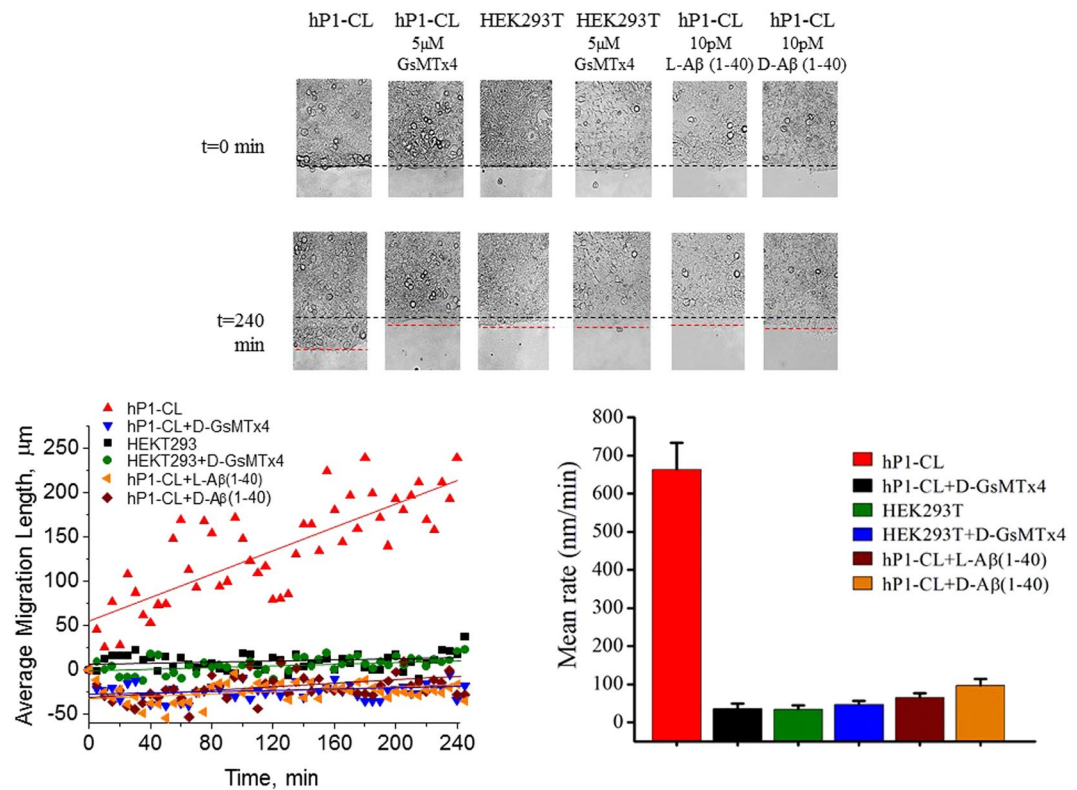 hP1-CL
hP1-CL
HEK293T
HEK293T
hP1-CL
hP1-CL
5μM
5μM
10pM
10pM
GsMTx4
GsMTx4
L-Aβ (1-40)
D-Aβ (1-40)
t=0 min
t=240
min
hP1-CL
hP1-CL+D-GsMTx4
HEKT293
HEKT293+D-GsMTx4
hP1-CL+L-Aβ(1-40)
hP1-CL+D-Aβ(1-40)
Average Migration Length, μm
250
200
150
100
50
0
-50
0
40
80
120
160
200
240
Time, min
Mean rate (nm/min)
800
700
600
500
400
300
200
100
0
hP1-CL
hP1-CL+D-GsMTx4
HEK293T
HEK293T+D-GsMTx4
hP1-CL+L-Aβ(1-40)
hP1-CL+D-Aβ(1-40)